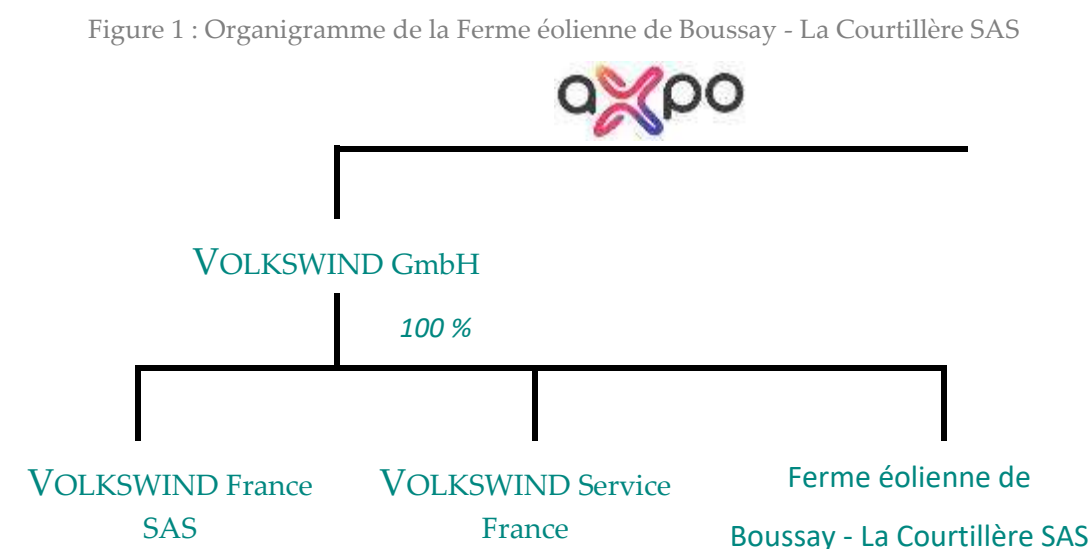 Figure 1 : Organigramme de la Ferme éolienne de Boussay - La Courtillère SAS
axpo
VOLKSWIND GmbH
100 %
VOLKSWIND France
SAS
VOLKSWIND Service
France
Ferme éolienne de
Boussay - La Courtillère SAS